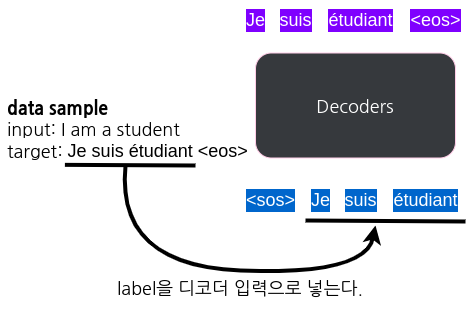 Je suis étudiant <eos>
Decoders
data sample
input: I am a student
target: Je suis étudiant <eos>
<sos> Je suis étudiant
label을 디코더 입력으로 넣는다.